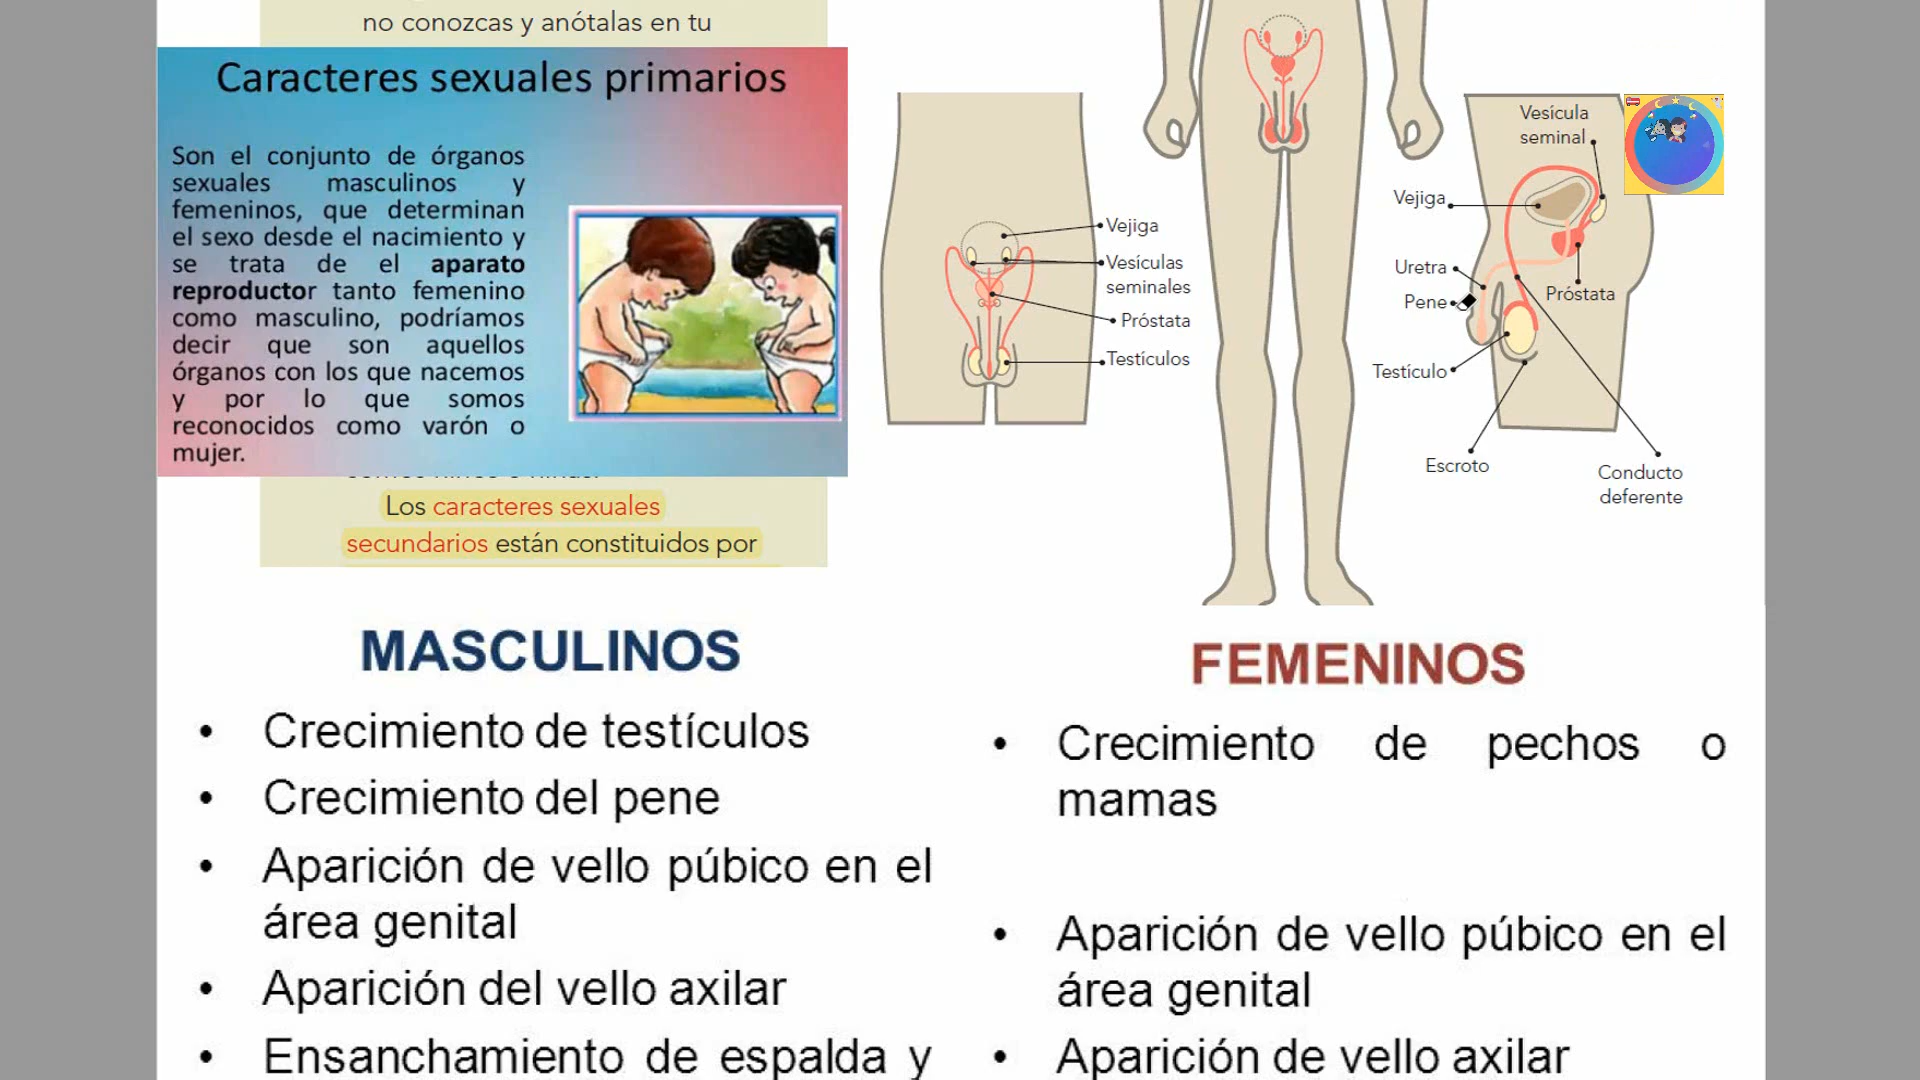 no conozcas y anótalas en tu
Caracteres sexuales primarios
Son el conjunto de órganos
sexuales masculinos y
femeninos, que determinan
el sexo desde el nacimiento y
se trata de el aparato
reproductor tanto femenino
como masculino, podríamos
decir que son aquellos
órganos con los que nacemos
y por lo que somos
reconocidos como varón o
mujer.
Los caracteres sexuales
secundarios están constituidos por
Vejiga
Vesículas
seminales
Próstata
Testículos
Vesícula
seminal
Vejiga
Uretra
Pene
Próstata
Testículo
Escroto
Conducto
deferente
MASCULINOS
• Crecimiento de testículos
• Crecimiento del pene
• Aparición de vello púbico en el
área genital
• Aparición del vello axilar
• Ensanchamiento de espalda y
FEMENINOS
• Crecimiento de pechos o
mamas
• Aparición de vello púbico en el
área genital
• Aparición de vello axilar